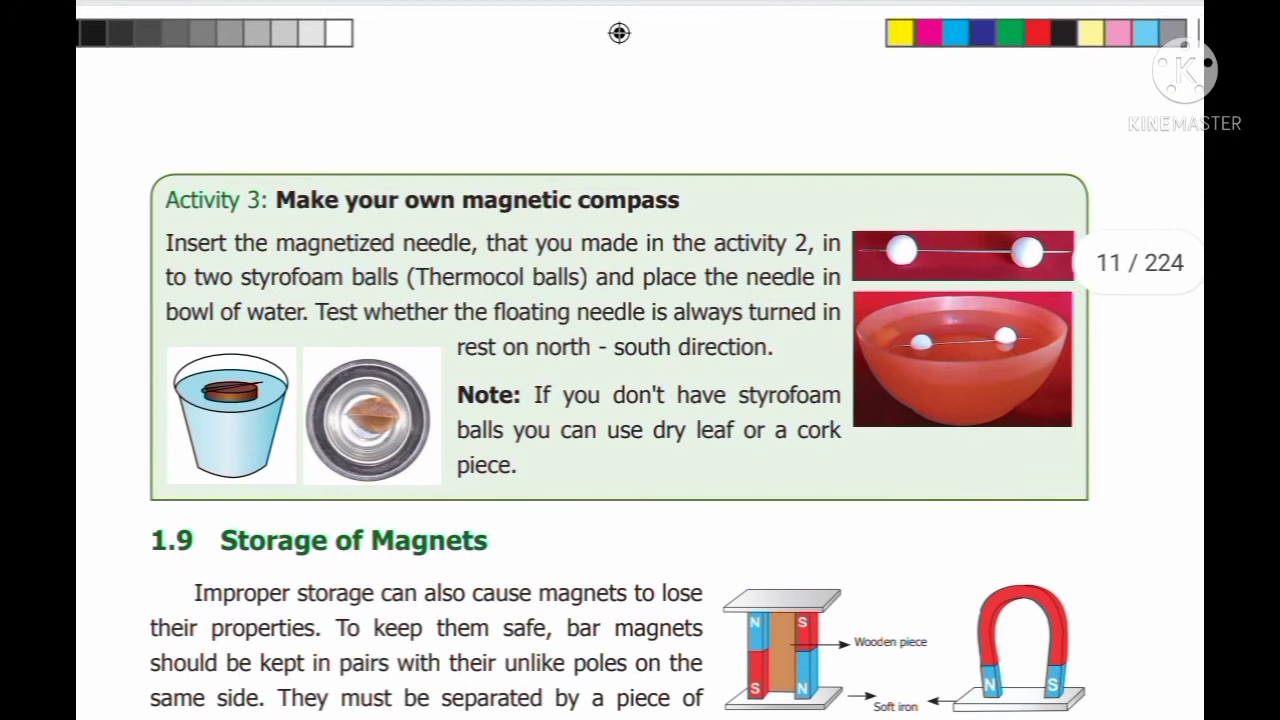 K
KINEMASTER
Activity 3: Make your own magnetic compass
Insert the magnetized needle, that you made in the activity 2, in
to two styrofoam balls (Thermocol balls) and place the needle in
bowl of water. Test whether the floating needle is always turned in
rest on north - south direction.
Note: If you don't have styrofoam
balls you can use dry leaf or a cork
piece.
11 / 224
1.9 Storage of Magnets
Improper storage can also cause magnets to lose
their properties. To keep them safe, bar magnets
should be kept in pairs with their unlike poles on the
same side. They must be separated by a piece of
N S
Wooden piece
S N
Soft iron
N S